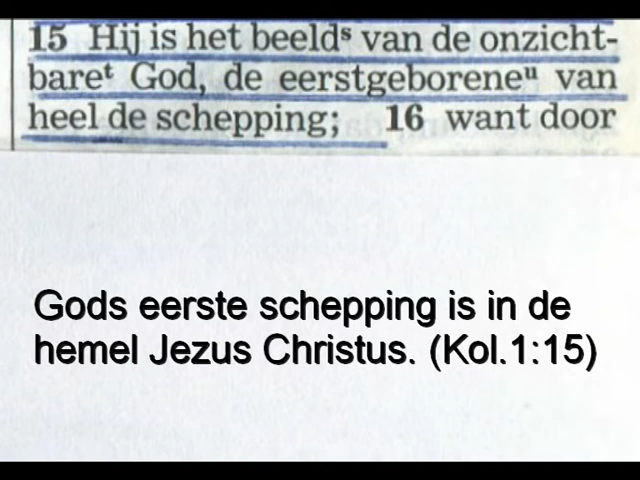 15 Hij is het beeldˢ van de onzicht-
bareᵗ God, de eerstgeboreneᵘ van
heel de schepping; 16 want door
Gods eerste schepping is in de
hemel Jezus Christus. (Kol.1:15)